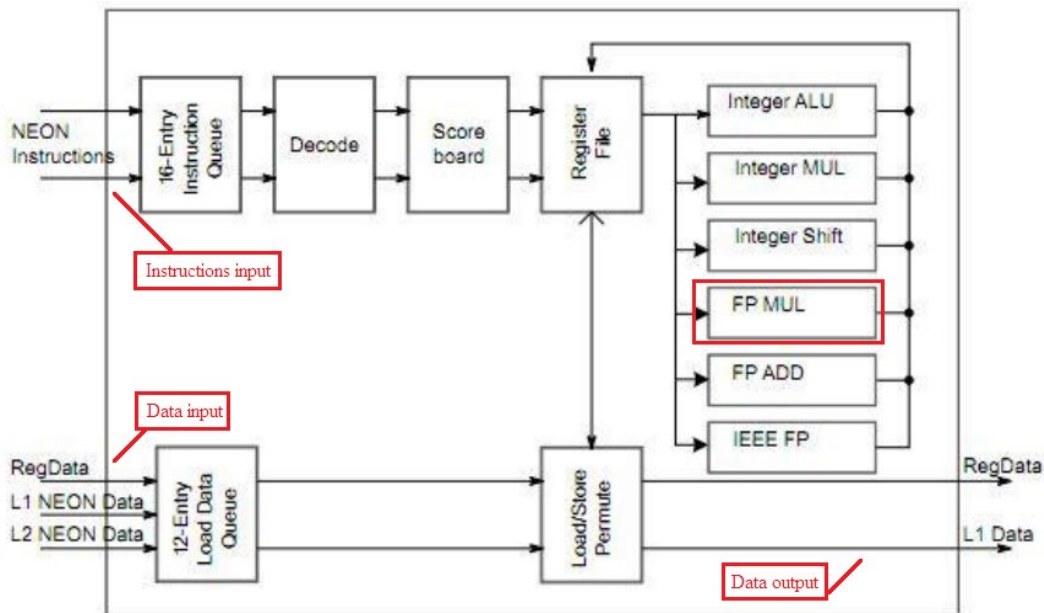 NEON
Instructions
16-Entry
Instruction
Queue
Decode
Score
board
Register
File
Integer ALU
Integer MUL
Integer Shift
FP MUL
FP ADD
IEEE FP
Instructions input
Data input
RegData
L1 NEON Data
L2 NEON Data
12-Entry
Load Data
Queue
Load/Store
Permute
RegData
L1 Data
Data output